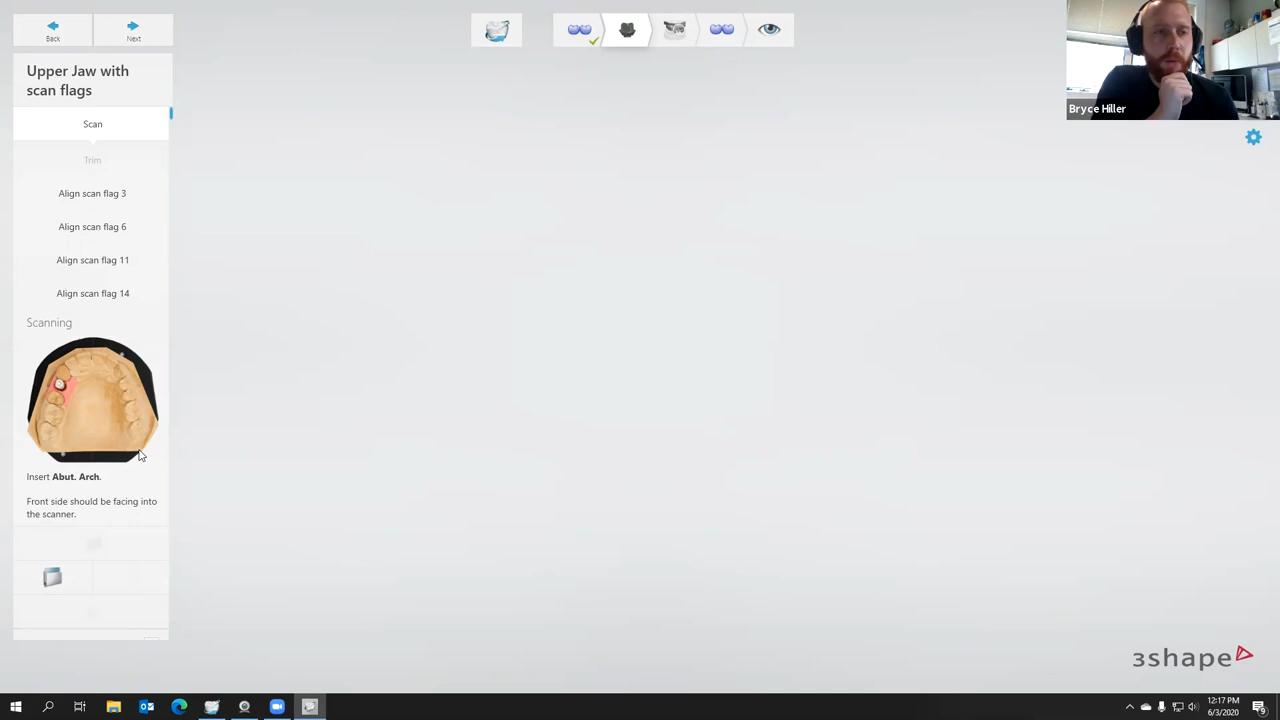 Back
Next
Upper Jaw with
scan flags
Scan
Trim
Align scan flag 3
Align scan flag 6
Align scan flag 11
Align scan flag 14
Scanning
Insert Abut. Arch.
Front side should be facing into
the scanner.
Bryce Hiller
3shape
12:17 PM
6/3/2020